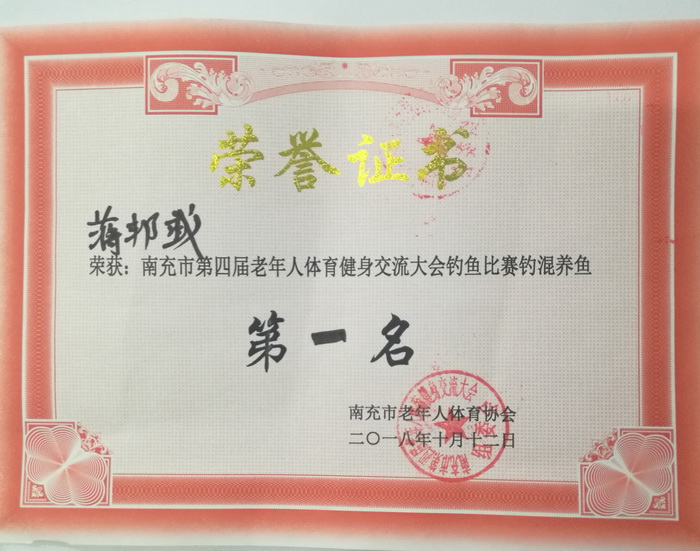 荣誉证书
蒋邦武
荣获：南充市第四届老年人体育健身交流大会钓鱼比赛钓混养鱼
第一名
南充市老年人体育协会
二〇一八年十月十二日